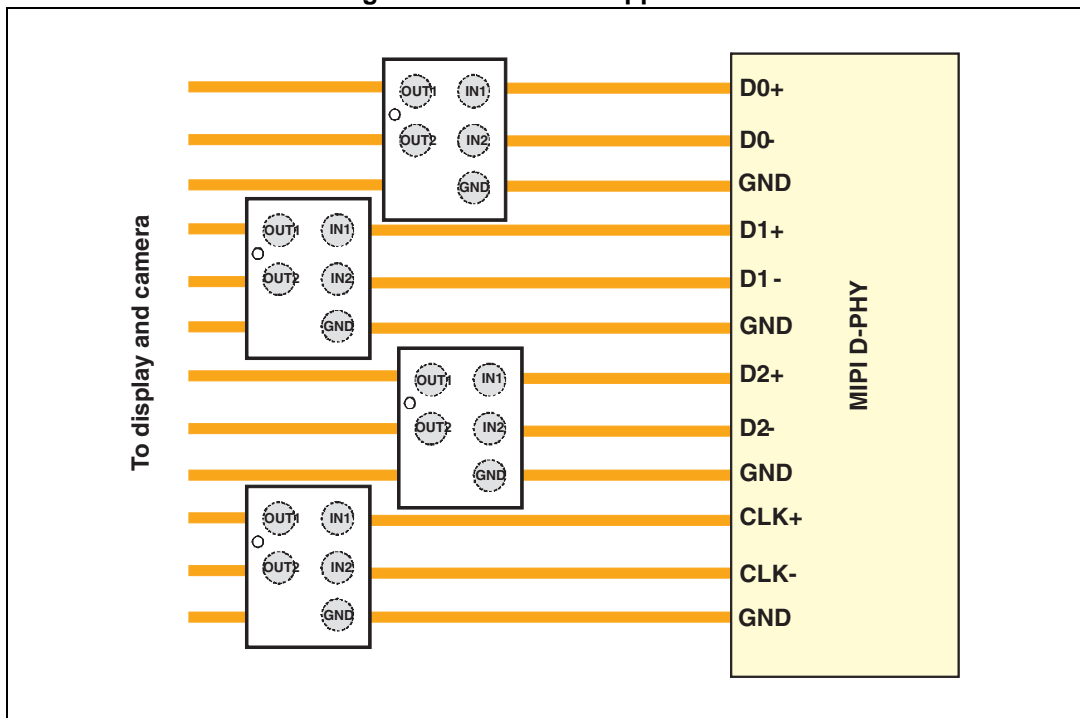 OUT1 IN1 D0+
OUT2 IN2 D0-
GND GND
OUT1 IN1 D1+
OUT2 IN2 D1-
GND GND
OUT1 IN1 D2+
OUT2 IN2 D2-
GND GND
OUT1 IN1 CLK+
OUT2 IN2 CLK-
GND GND
To display and camera
MIPI D-PHY